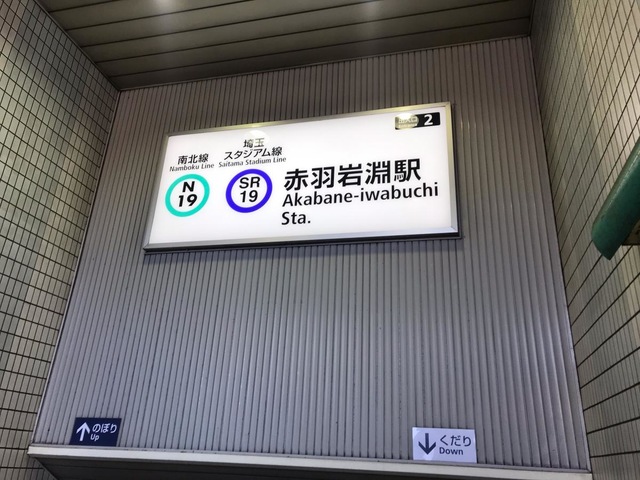 2
南北線
Namboku Line
埼玉
スタジアム線
Saitama Stadium Line
N
19
SR
19
赤羽岩淵駅
Akabane-iwabuchi
Sta.
↑ のぼり
Up
↓ くだり
Down